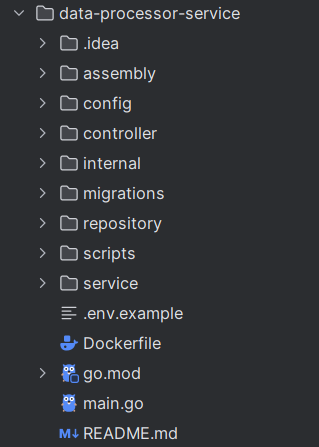 data-processor-service
.idea
assembly
config
controller
internal
migrations
repository
scripts
service
.env.example
Dockerfile
go.mod
main.go
M↓ README.md